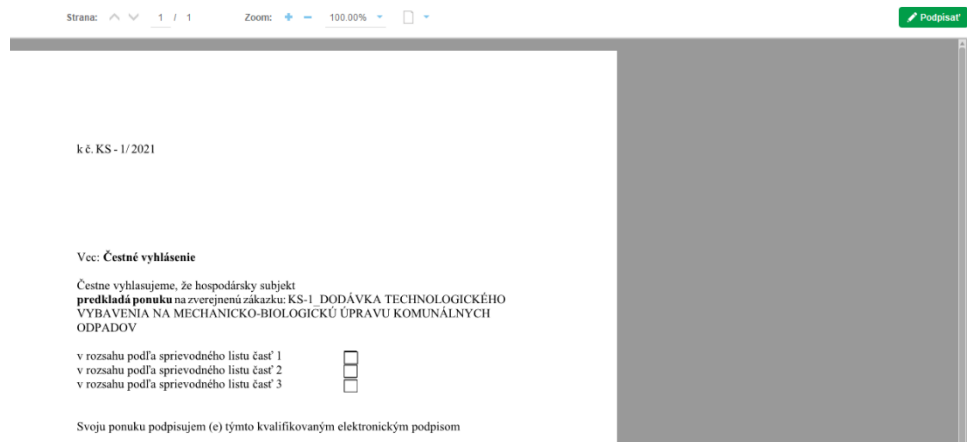 Strana: 1 / 1 Zoom: 100.00% Podpísať
k č. KS - 1/ 2021
Vec: Čestné vyhlásenie
Čestne vyhlasujeme, že hospodársky subjekt
predkladá ponuku na zverejnenú zákazku: KS-1_DODÁVKA TECHNOLOGICKÉHO
VYBAVENIA NA MECHANICKO-BIOLOGICKÚ ÚPRAVU KOMUNÁLNYCH
ODPADOV
v rozsahu podľa sprievodného listu časť 1
v rozsahu podľa sprievodného listu časť 2
v rozsahu podľa sprievodného listu časť 3
Svoju ponuku podpisujem (e) týmto kvalifikovaným elektronickým podpisom